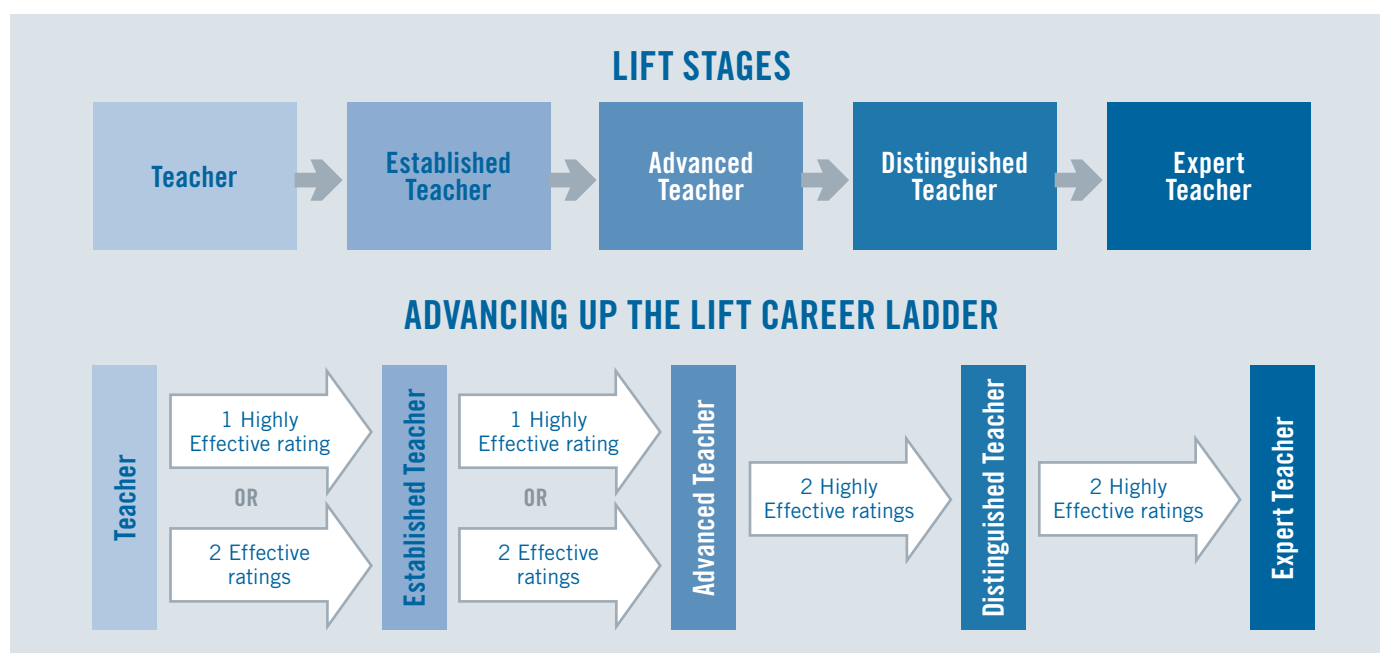 LIFT STAGES
Teacher
Established
Teacher
Advanced
Teacher
Distinguished
Teacher
Expert
Teacher
ADVANCING UP THE LIFT CAREER LADDER
Teacher
1 Highly
Effective rating
OR
2 Effective
ratings
Established Teacher
1 Highly
Effective rating
OR
2 Effective
ratings
Advanced Teacher
2 Highly
Effective ratings
Distinguished Teacher
2 Highly
Effective ratings
Expert Teacher